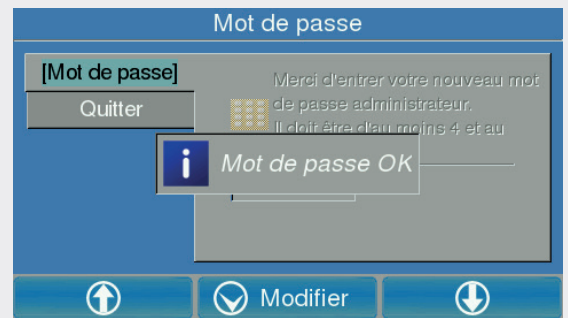 Mot de passe
[Mot de passe]
Quitter
Merci d'entrer votre nouveau mot
de passe administrateur.
Il doit être d'au moins 4 et au
Mot de passe OK
Modifier